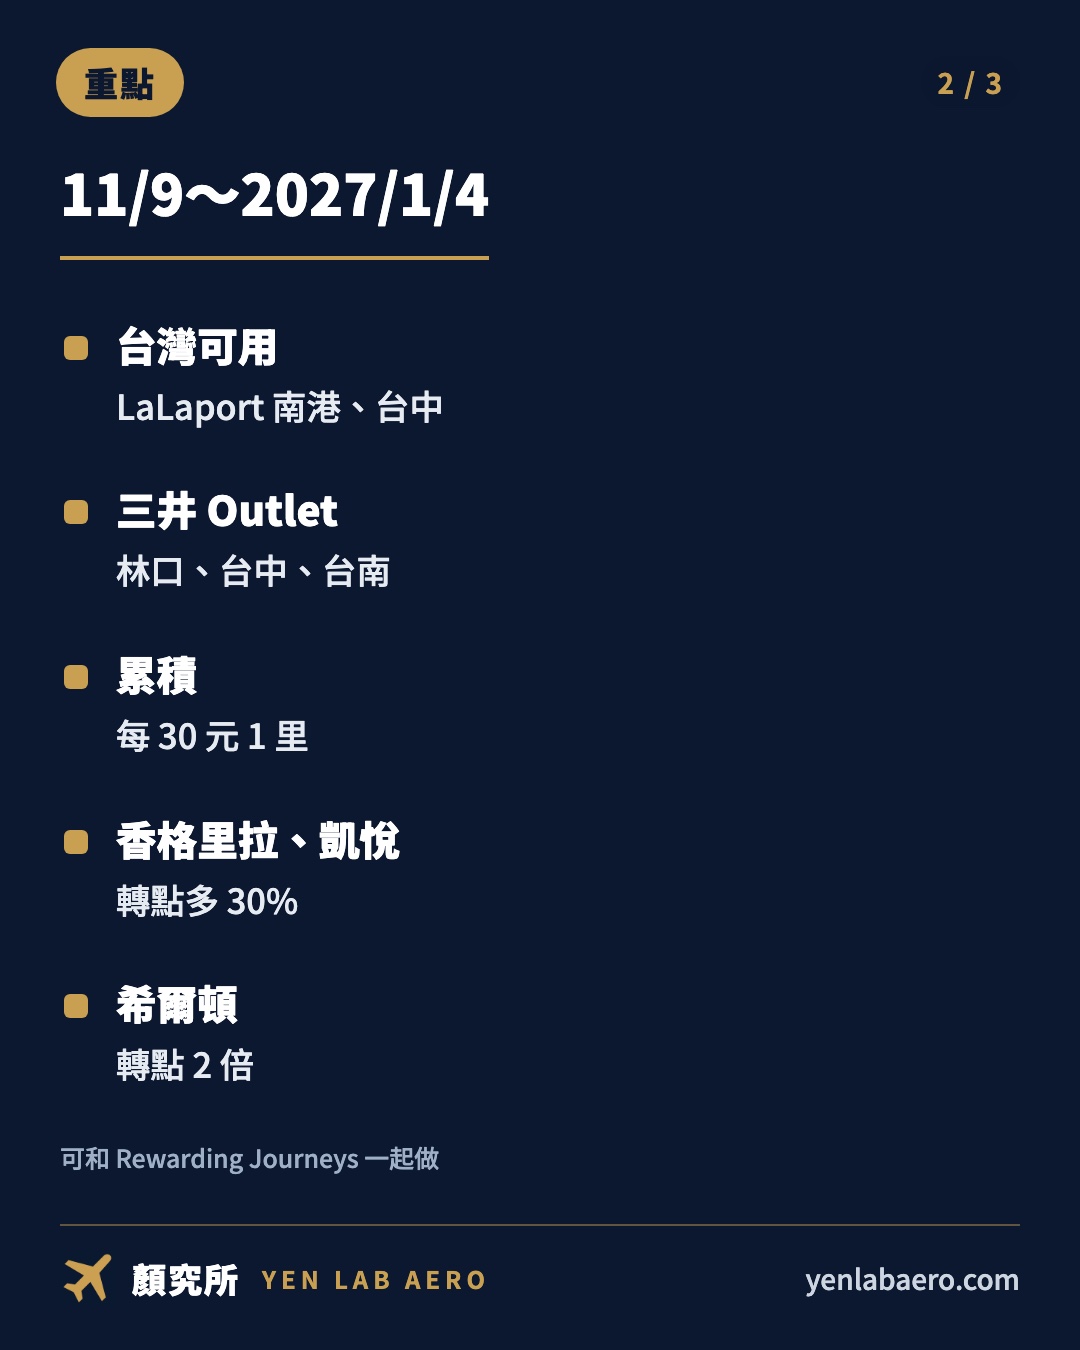 重點
2 / 3
11/9～2027/1/4
台灣可用
LaLaport 南港、台中
三井 Outlet
林口、台中、台南
累積
每 30 元 1 里
香格里拉、凱悅
轉點多 30%
希爾頓
轉點 2 倍
可和 Rewarding Journeys 一起做
顏究所 YEN LAB AERO
yenlabaero.com